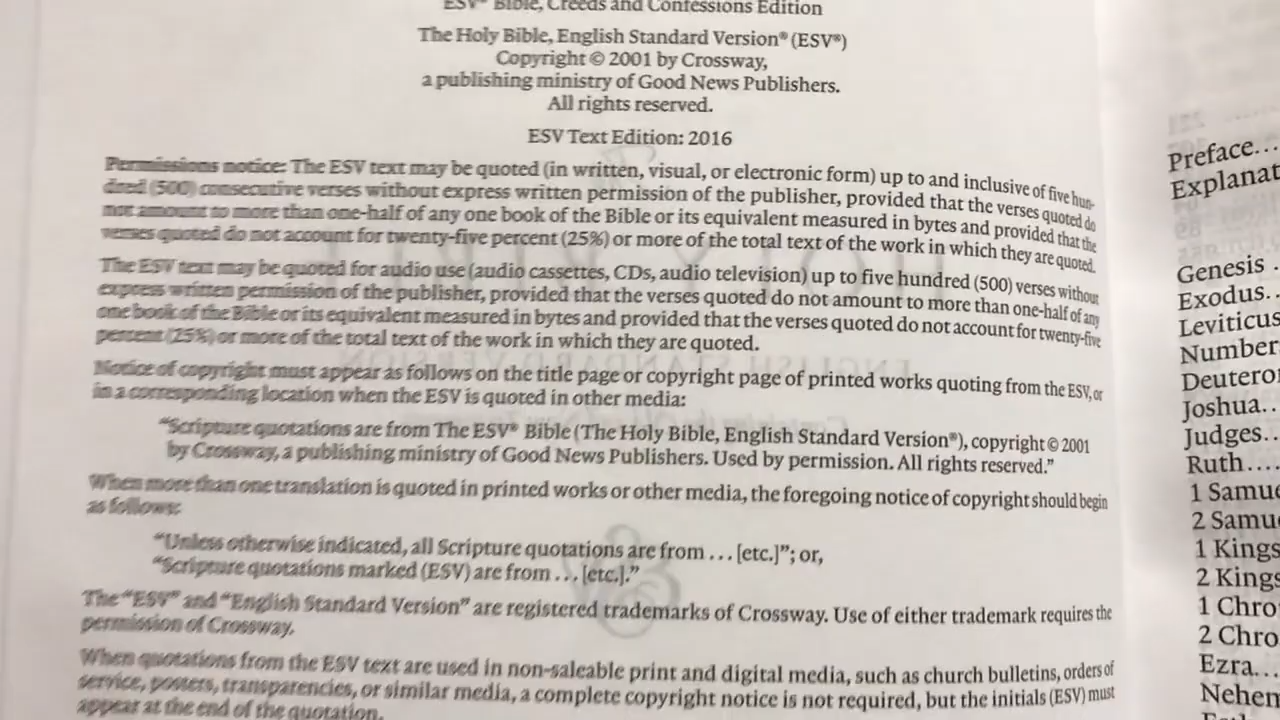 ESV® Bible, Creeds and Confessions Edition
The Holy Bible, English Standard Version® (ESV®)
Copyright © 2001 by Crossway,
a publishing ministry of Good News Publishers.
All rights reserved.
ESV Text Edition: 2016
Permissions notice: The ESV text may be quoted (in written, visual, or electronic form) up to and inclusive of five hun-
dred (500) consecutive verses without express written permission of the publisher, provided that the verses quoted do
not amount to more than one-half of any one book of the Bible or its equivalent measured in bytes and provided that the
verses quoted do not account for twenty-five percent (25%) or more of the total text of the work in which they are quoted.
The ESV text may be quoted for audio use (audio cassettes, CDs, audio television) up to five hundred (500) verses without
express written permission of the publisher, provided that the verses quoted do not amount to more than one-half of any
one book of the Bible or its equivalent measured in bytes and provided that the verses quoted do not account for twenty-five
percent (25%) or more of the total text of the work in which they are quoted.
Notice of copyright must appear as follows on the title page or copyright page of printed works quoting from the ESV, or
in a corresponding location when the ESV is quoted in other media:
“Scripture quotations are from The ESV® Bible (The Holy Bible, English Standard Version®), copyright © 2001
by Crossway, a publishing ministry of Good News Publishers. Used by permission. All rights reserved.”
When more than one translation is quoted in printed works or other media, the foregoing notice of copyright should begin
as follows:
“Unless otherwise indicated, all Scripture quotations are from . . . [etc.]”; or,
“Scripture quotations marked (ESV) are from . . . [etc.].”
The “ESV” and “English Standard Version” are registered trademarks of Crossway. Use of either trademark requires the
permission of Crossway.
When quotations from the ESV text are used in non-saleable print and digital media, such as church bulletins, orders of
service, posters, transparencies, or similar media, a complete copyright notice is not required, but the initials (ESV) must
appear at the end of the quotation.
Preface...
Explanat
Genesis .
Exodus..
Leviticus
Number
Deutero
Joshua..
Judges..
Ruth....
1 Samue
2 Samu
1 Kings
2 Kings
1 Chro
2 Chro
Ezra...
Nehen